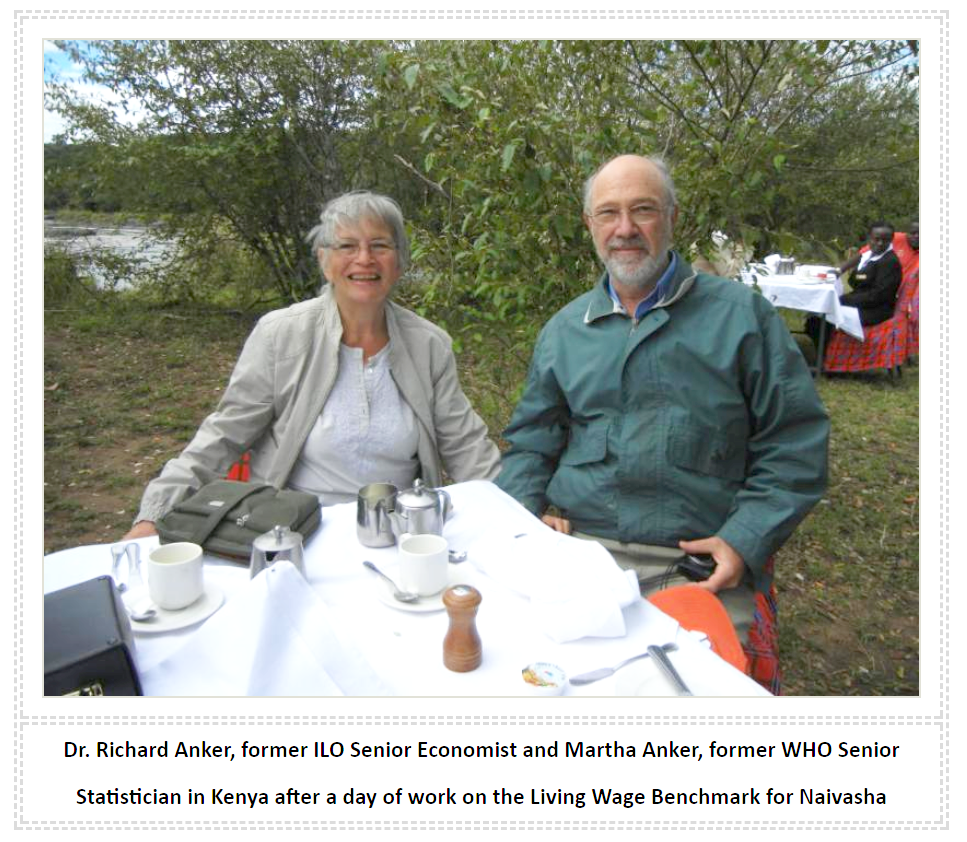 Dr. Richard Anker, former ILO Senior Economist and Martha Anker, former WHO Senior
Statistician in Kenya after a day of work on the Living Wage Benchmark for Naivasha